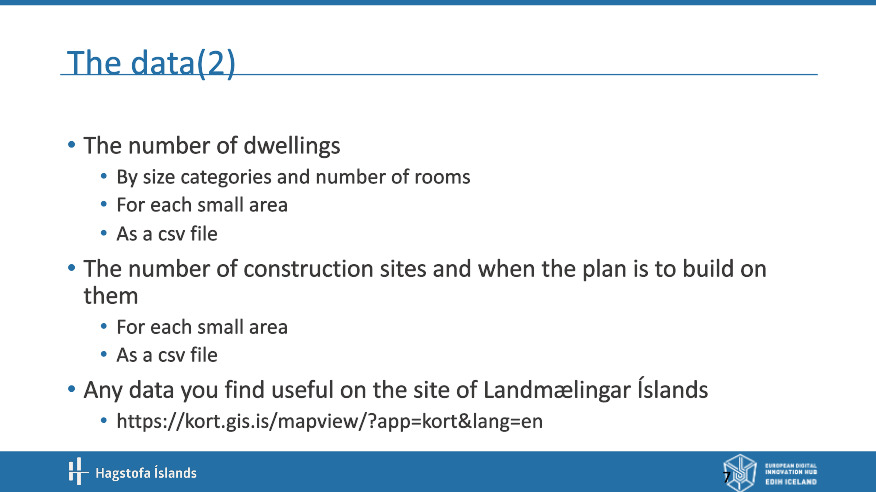 The data(2)
• The number of dwellings
• By size categories and number of rooms
• For each small area
• As a csv file
• The number of construction sites and when the plan is to build on
them
• For each small area
• As a csv file
• Any data you find useful on the site of Landmælingar Íslands
• https://kort.gis.is/mapview/?app=kort&lang=en
Hagstofa Íslands
7
EUROPEAN DIGITAL
INNOVATION HUB
EDIH ICELAND